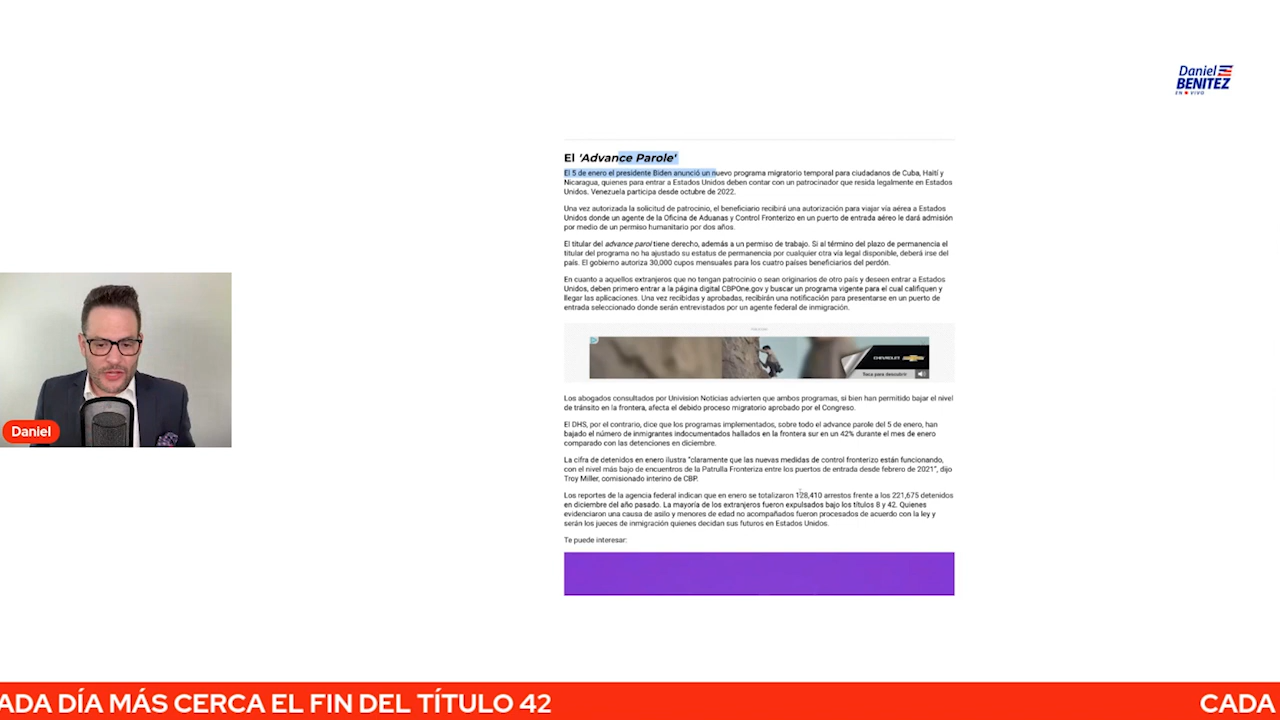 Daniel
BENITEZ
EN VIVO
El 'Advance Parole'
El 5 de enero el presidente Biden anunció un nuevo programa migratorio temporal para ciudadanos de Cuba, Haití y
Nicaragua, quienes para entrar a Estados Unidos deben contar con un patrocinador que resida legalmente en Estados
Unidos. Venezuela participa desde octubre de 2022.
Una vez autorizada la solicitud de patrocinio, el beneficiario recibirá una autorización para viajar vía aérea a Estados
Unidos donde un agente de la Oficina de Aduanas y Control Fronterizo en un puerto de entrada aéreo le dará admisión
por medio de un permiso humanitario por dos años.
El titular del advance parol tiene derecho, además a un permiso de trabajo. Si al término del plazo de permanencia el
titular del programa no ha ajustado su estatus de permanencia por cualquier otra vía legal disponible, deberá irse del
país. El gobierno autoriza 30,000 cupos mensuales para los cuatro países beneficiarios del perdón.
En cuanto a aquellos extranjeros que no tengan patrocinio o sean originarios de otro país y deseen entrar a Estados
Unidos, deben primero entrar a la página digital CBPOne.gov y buscar un programa vigente para el cual califiquen y
llegar las aplicaciones. Una vez recibidas y aprobadas, recibirán una notificación para presentarse en un puerto de
entrada seleccionado donde serán entrevistados por un agente federal de inmigración.
CHEVROLET
Toca para descubrir
Los abogados consultados por Univision Noticias advierten que ambos programas, si bien han permitido bajar el nivel
de tránsito en la frontera, afecta el debido proceso migratorio aprobado por el Congreso.
El DHS, por el contrario, dice que los programas implementados, sobre todo el advance parole del 5 de enero, han
bajado el número de inmigrantes indocumentados hallados en la frontera sur en un 42% durante el mes de enero
comparado con las detenciones en diciembre.
La cifra de detenidos en enero ilustra "claramente que las nuevas medidas de control fronterizo están funcionando,
con el nivel más bajo de encuentros de la Patrulla Fronteriza entre los puertos de entrada desde febrero de 2021", dijo
Troy Miller, comisionado interino de CBP.
Los reportes de la agencia federal indican que en enero se totalizaron 128,410 arrestos frente a los 221,675 detenidos
en diciembre del año pasado. La mayoría de los extranjeros fueron expulsados bajo los títulos 8 y 42. Quienes
evidenciaron una causa de asilo y menores de edad no acompañados fueron procesados de acuerdo con la ley y
serán los jueces de inmigración quienes decidan sus futuros en Estados Unidos.
Te puede interesar:
Daniel
ADA DÍA MÁS CERCA EL FIN DEL TÍTULO 42
CADA